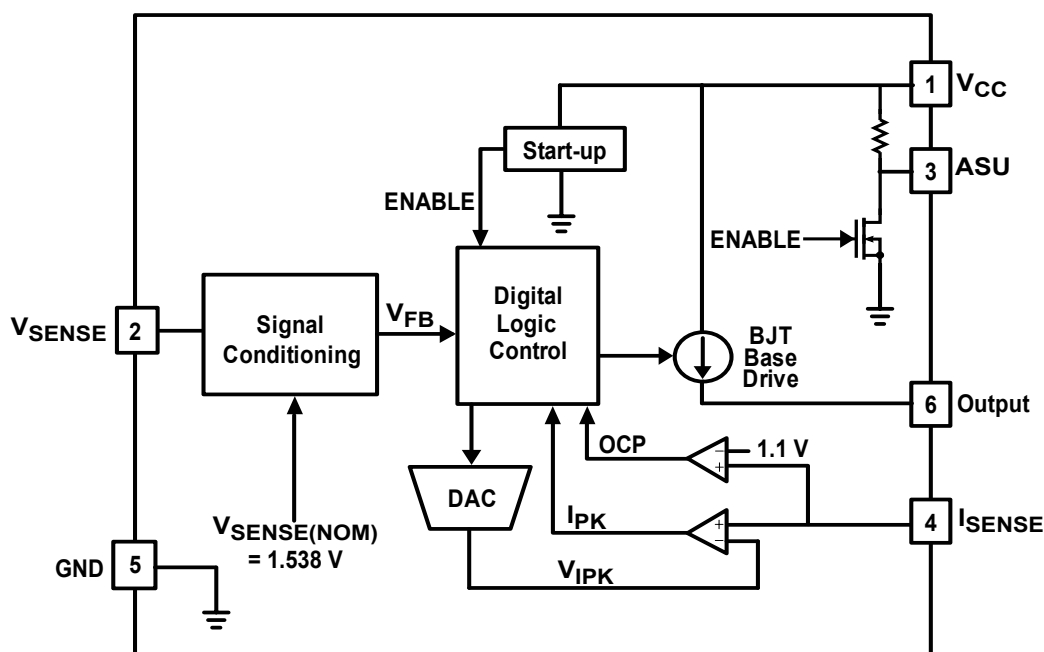 1
VCC
Start-up
3
ASU
ENABLE
ENABLE
Digital
Logic
Control
VSENSE
2
Signal
Conditioning
VFB
BJT
Base
Drive
6
Output
OCP
−
+
1.1 V
DAC
IPK
+
−
4
ISENSE
VSENSE(NOM)
= 1.538 V
GND
5
VIPK